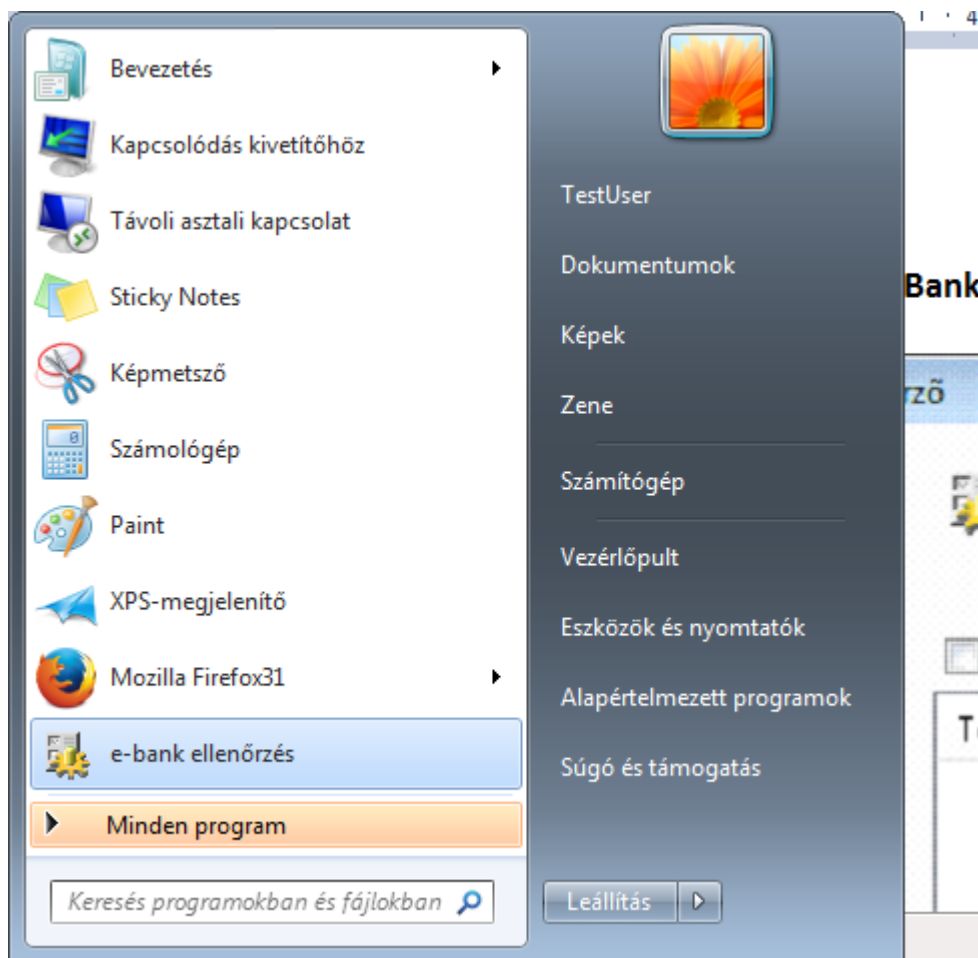 Bevezetés
Kapcsolódás kivetítőhöz
Távoli asztali kapcsolat
Sticky Notes
Képmetsző
Számológép
Paint
XPS-megjelenítő
Mozilla Firefox31
e-bank ellenőrzés
Minden program
Keresés programokban és fájlokban
TestUser
Dokumentumok
Képek
Zene
Számítógép
Vezérlőpult
Eszközök és nyomtatók
Alapértelmezett programok
Súgó és támogatás
Leállítás
4
Bank
rző